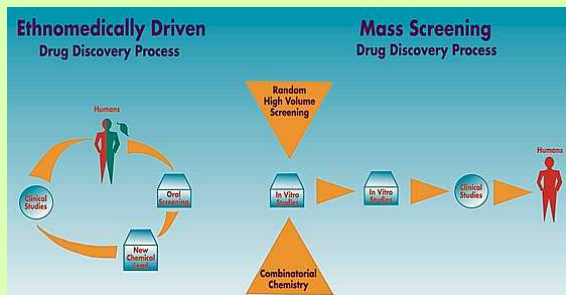 Ethnomedically Driven
Drug Discovery Process
Humans
Clinical
Studies
Oral
Screening
New
Chemical
Lead
Mass Screening
Drug Discovery Process
Random
High Volume
Screening
In Vitro
Studies
In Vitro
Studies
Clinical
Studies
Humans
Combinatorial
Chemistry